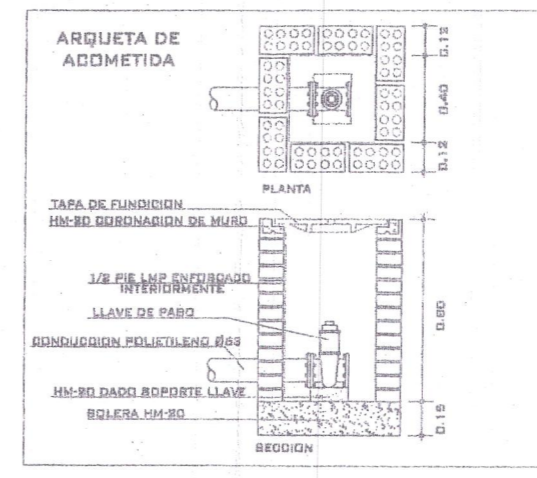 ARQUETA DE
ACOMETIDA
0.12
0.40
0.12
PLANTA
TAPA DE FUNDICION
HM-20 CORONACION DE MURO
1/2 PIE LMP ENFOSCADO
INTERIORMENTE
LLAVE DE PASO
CONDUCCION POLIETILENO Ø63
HM-20 DADO SOPORTE LLAVE
SOLERA HM-20
0.80
0.15
SECCION